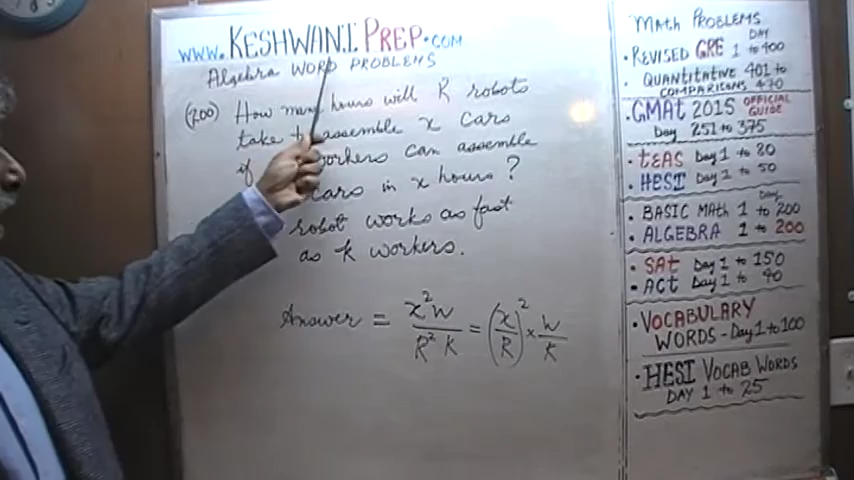 www.KESHWANI PREP.COM
Algebra WORD PROBLEMS
(200) How many hours will R robots
take to assemble x cars
if workers can assemble
cars in x hours?
robot works as fast
as K workers.
Answer = x²W / R²K = (x/R)² × W/K
MATH PROBLEMS
• REVISED GRE DAY 1 to 400
• QUANTITATIVE COMPARISONS 401 to 470
• GMAT 2015 OFFICIAL GUIDE
Day 251 to 375
• TEAS Day 1 to 80
• HESI Day 1 to 50
Day
• BASIC MATH 1 to 200
• ALGEBRA 1 to 200
• SAT Day 1 to 150
• ACT Day 1 to 90
• VOCABULARY
WORDS - Day 1 to 100
• HESI VOCAB WORDS
DAY 1 to 25